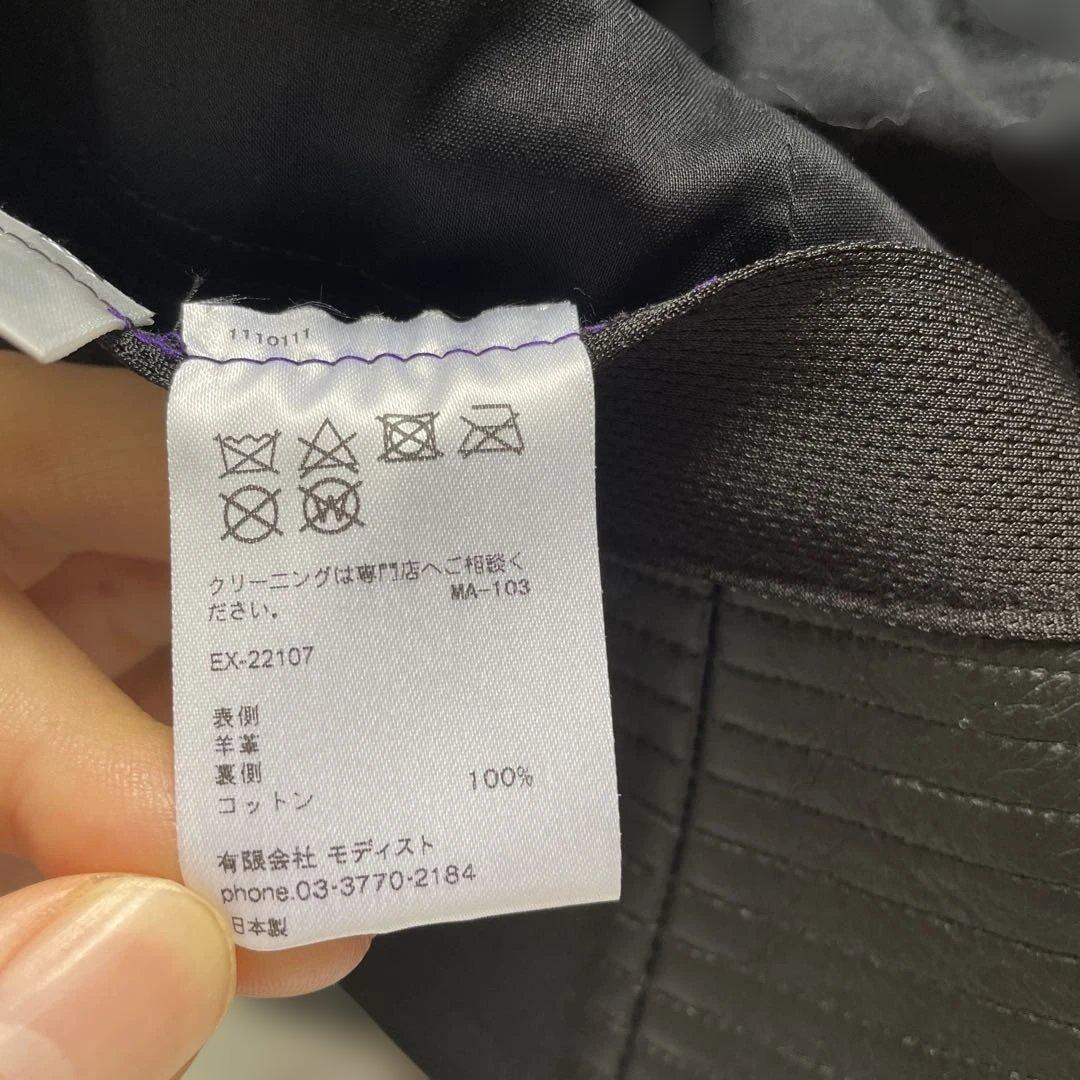 1110111
W
クリーニングは専門店へご相談く
ださい。
MA-103
EX-22107
表側
羊革
裏側
コットン 100%
有限会社 モディスト
phone.03-3770-2184
日本製